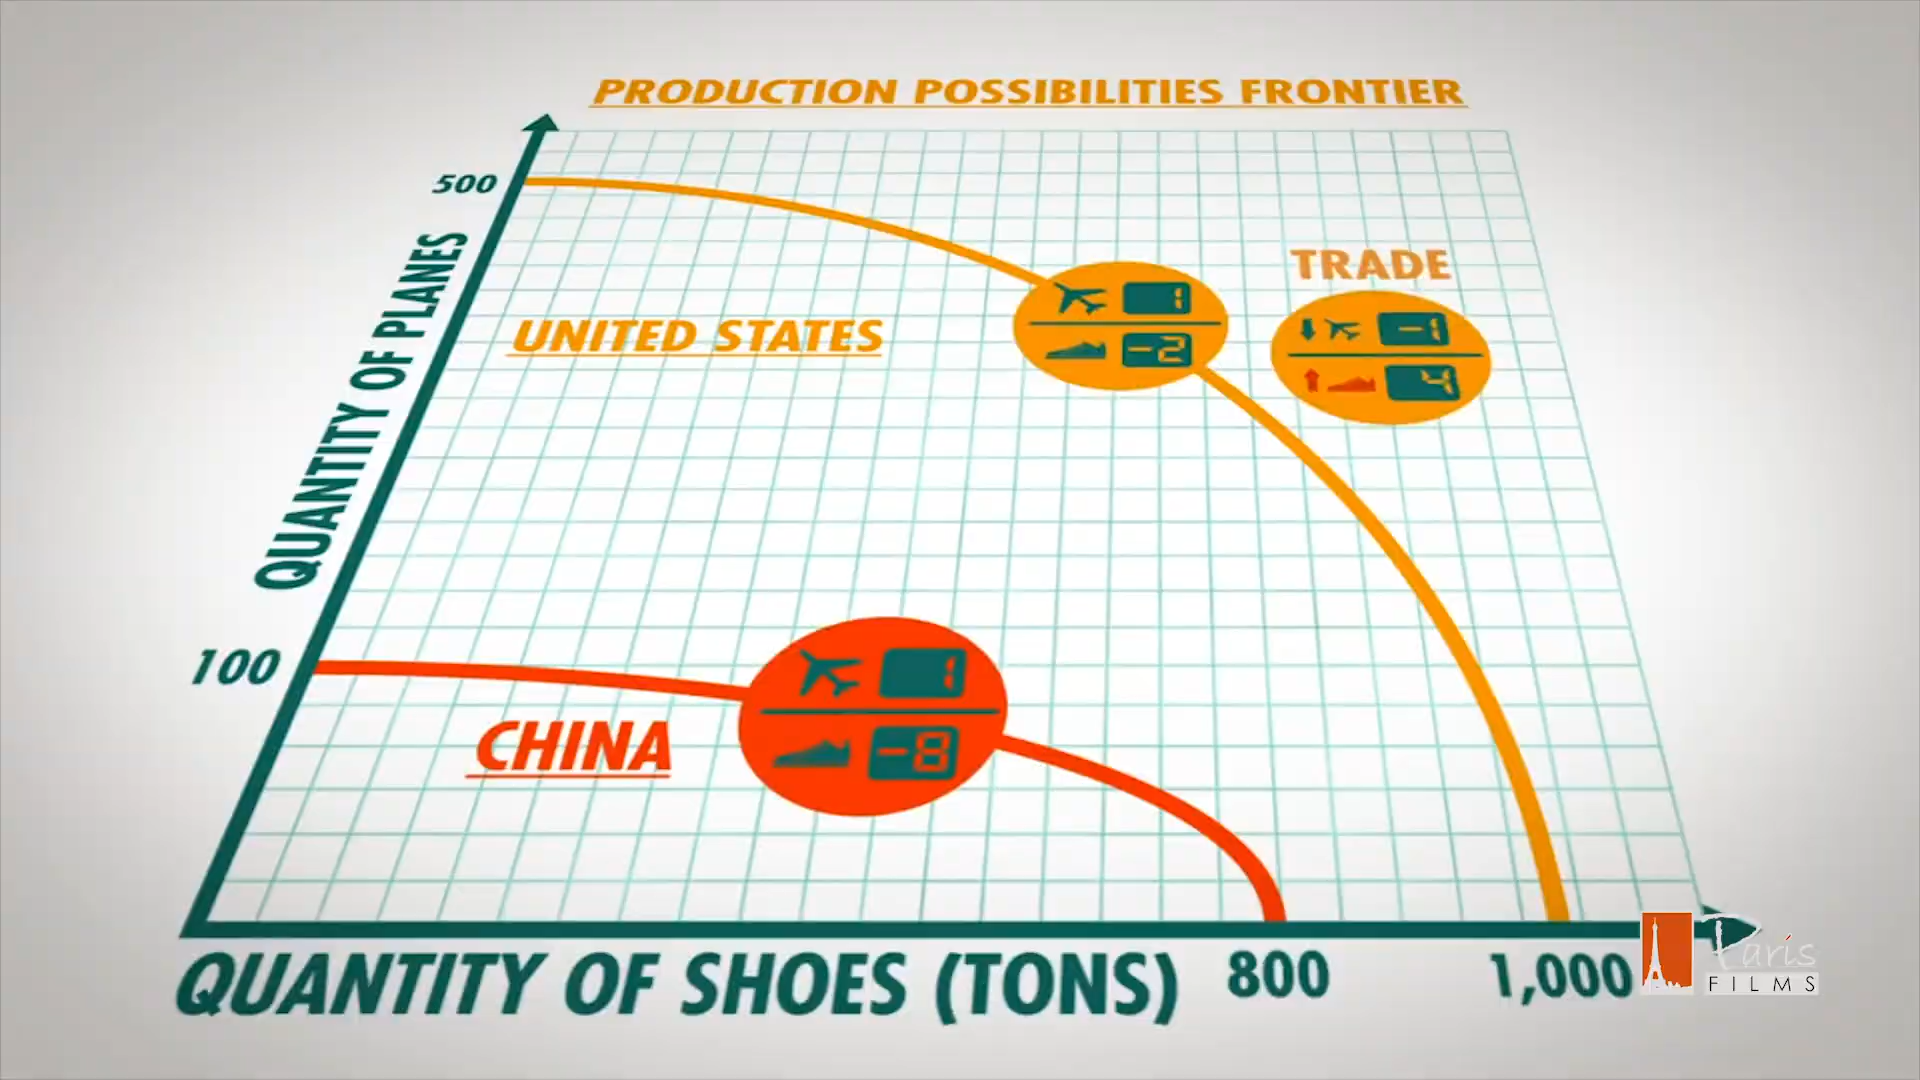 PRODUCTION POSSIBILITIES FRONTIER
500
QUANTITY OF PLANES
UNITED STATES
1
-2
TRADE
-1
100
CHINA
1
-8
QUANTITY OF SHOES (TONS)
800
1,000
Paris
FILMS